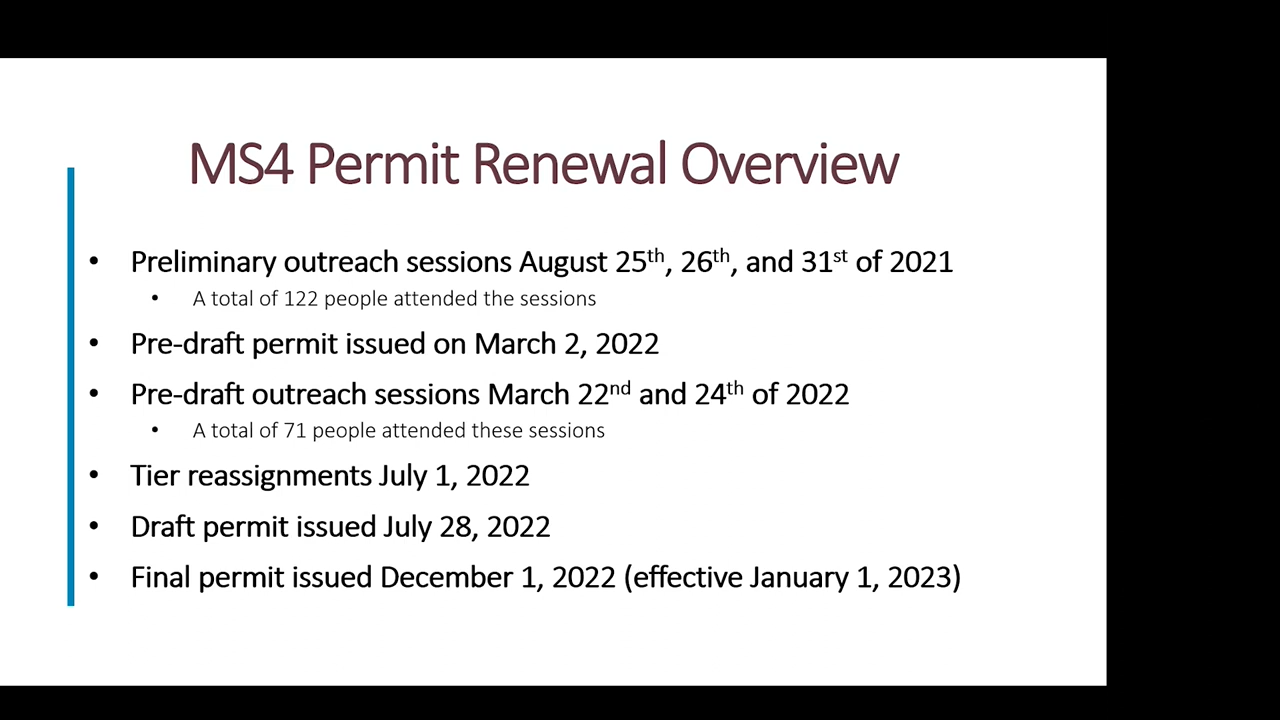 MS4 Permit Renewal Overview
• Preliminary outreach sessions August 25th, 26th, and 31st of 2021
• A total of 122 people attended the sessions
• Pre-draft permit issued on March 2, 2022
• Pre-draft outreach sessions March 22nd and 24th of 2022
• A total of 71 people attended these sessions
• Tier reassignments July 1, 2022
• Draft permit issued July 28, 2022
• Final permit issued December 1, 2022 (effective January 1, 2023)